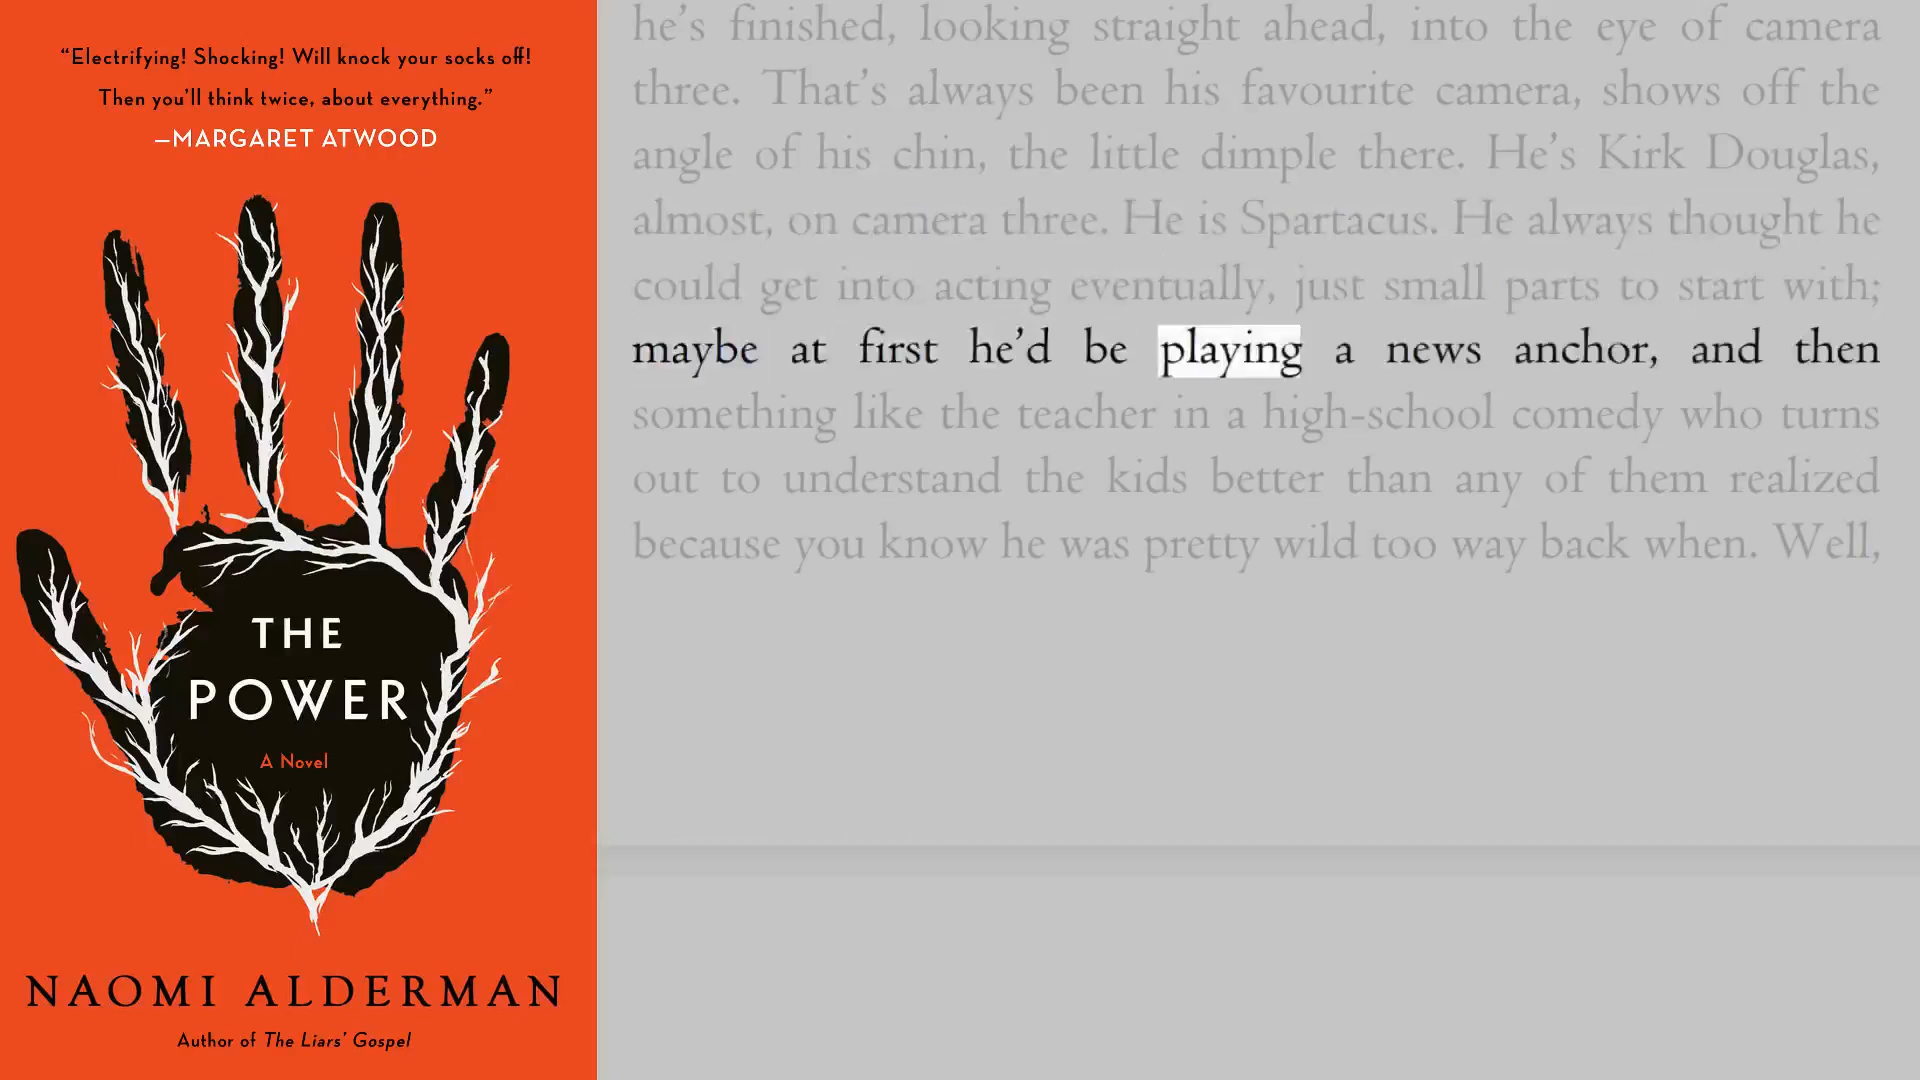 “Electrifying! Shocking! Will knock your socks off!
Then you’ll think twice, about everything.”
—MARGARET ATWOOD
THE
POWER
A Novel
NAOMI ALDERMAN
Author of The Liars’ Gospel
he’s finished, looking straight ahead, into the eye of camera
three. That’s always been his favourite camera, shows off the
angle of his chin, the little dimple there. He’s Kirk Douglas,
almost, on camera three. He is Spartacus. He always thought he
could get into acting eventually, just small parts to start with;
maybe at first he’d be playing a news anchor, and then
something like the teacher in a high-school comedy who turns
out to understand the kids better than any of them realized
because you know he was pretty wild too way back when. Well,